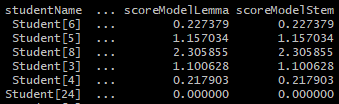 studentName ... scoreModelLemma scoreModelStem
Student[6] ... 0.227379 0.227379
Student[5] ... 1.157034 1.157034
Student[8] ... 2.305855 2.305855
Student[3] ... 1.100628 1.100628
Student[4] ... 0.217903 0.217903
Student[24] ... 0.000000 0.000000